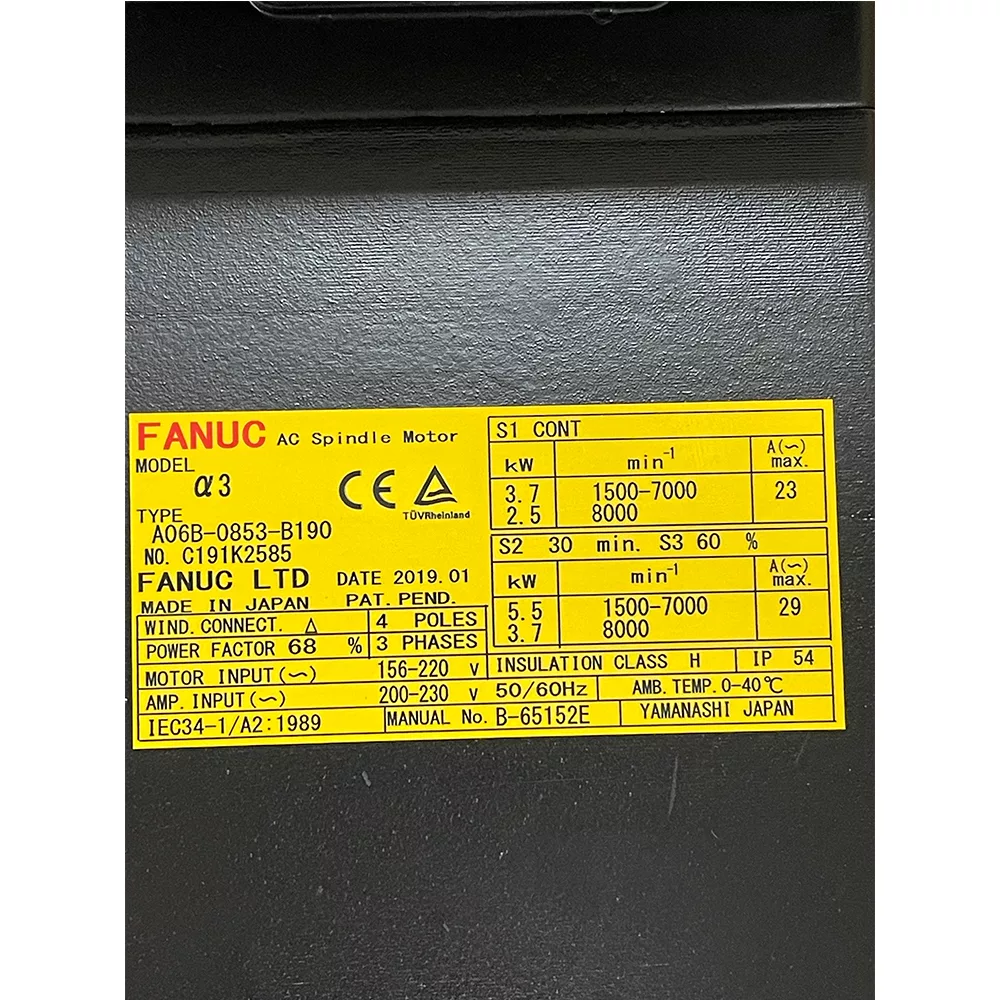 FANUC AC Spindle Motor
MODEL
α3
TYPE
A06B-0853-B190
NO. C191K2585
CE TÜVRheinland
FANUC LTD DATE 2019.01
MADE IN JAPAN PAT. PEND.
WIND. CONNECT. △ 4 POLES
POWER FACTOR 68 % 3 PHASES
MOTOR INPUT(∼) 156-220 V
AMP. INPUT(∼) 200-230 V 50/60Hz
IEC34-1/A2:1989
MANUAL No. B-65152E
S1 CONT
kW min⁻¹ A(∼) max.
3.7 1500-7000 23
2.5 8000
S2 30 min. S3 60 %
kW min⁻¹ A(∼) max.
5.5 1500-7000 29
3.7 8000
INSULATION CLASS H IP 54
AMB. TEMP. 0-40℃
YAMANASHI JAPAN